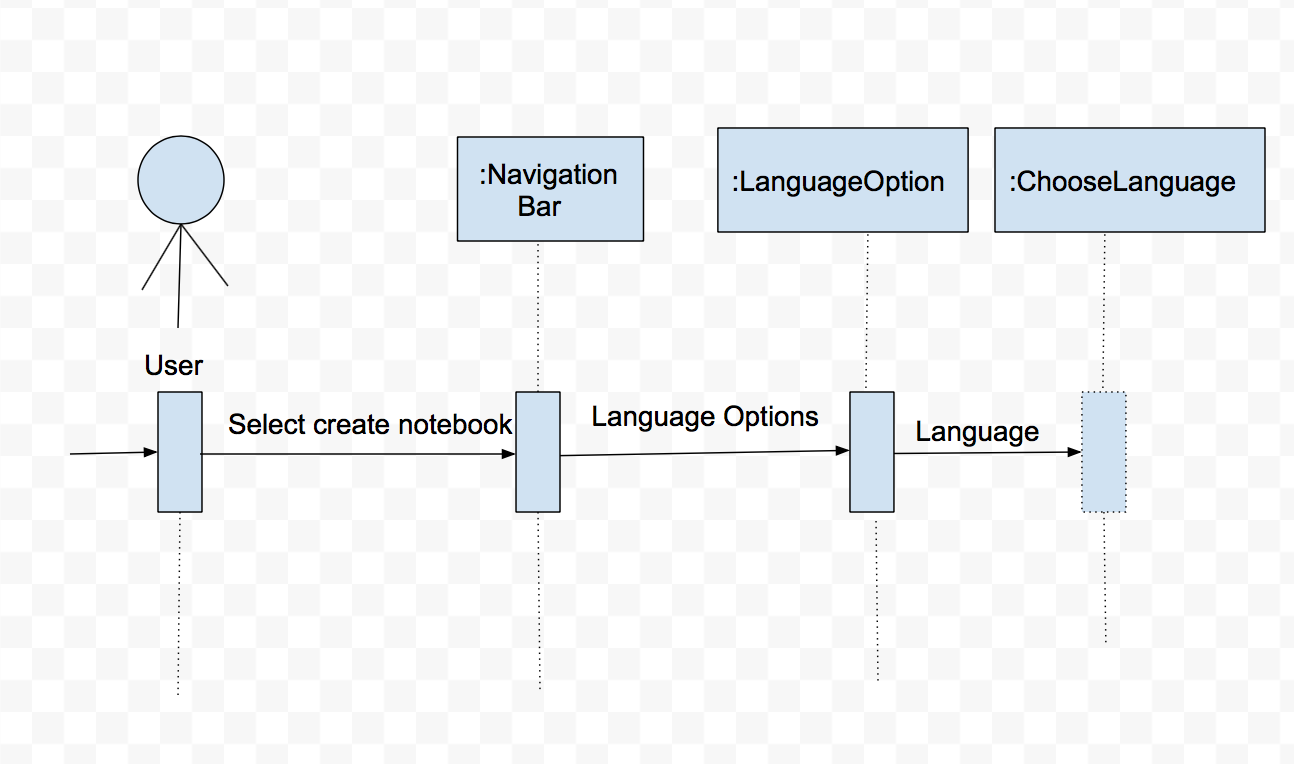 :Navigation
Bar
:LanguageOption
:ChooseLanguage
User
Select create notebook
Language Options
Language